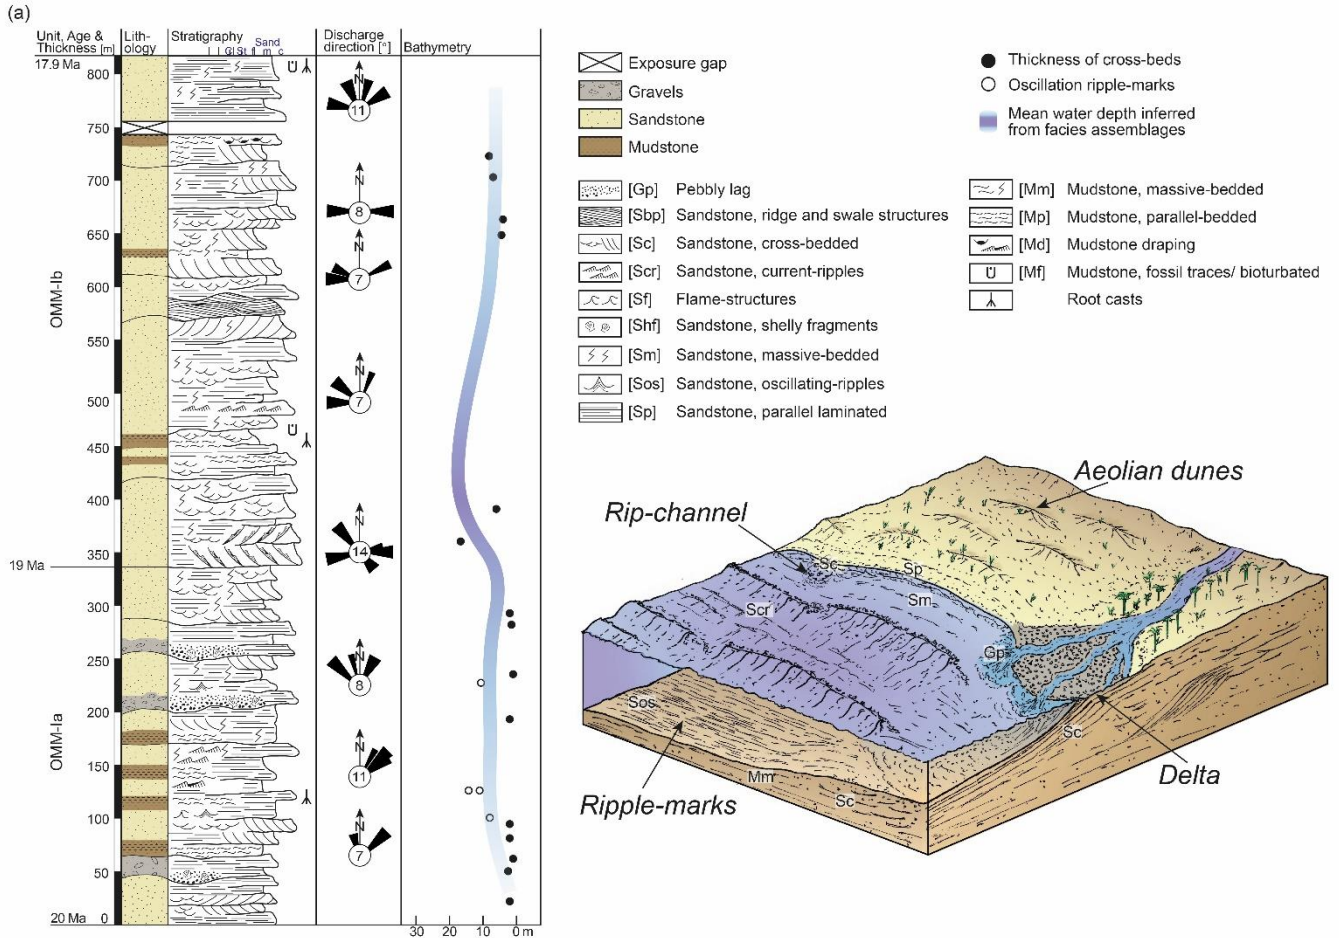 (a)
Unit, Age & Thickness [m]
Lith-ology
Stratigraphy
Sand
Cl St f m c
Discharge direction [°]
Bathymetry
17.9 Ma
800
750
700
650
600
550
500
450
400
350
19 Ma
300
250
200
150
100
50
20 Ma 0
OMM-Ib
OMM-Ia
N
11
N
8
N
7
N
7
N
14
N
8
N
11
N
7
30 20 10 0 m
Exposure gap
Gravels
Sandstone
Mudstone
Thickness of cross-beds
Oscillation ripple-marks
Mean water depth inferred
from facies assemblages
[Gp] Pebbly lag
[Sbp] Sandstone, ridge and swale structures
[Sc] Sandstone, cross-bedded
[Scr] Sandstone, current-ripples
[Sf] Flame-structures
[Shf] Sandstone, shelly fragments
[Sm] Sandstone, massive-bedded
[Sos] Sandstone, oscillating-ripples
[Sp] Sandstone, parallel laminated
[Mm] Mudstone, massive-bedded
[Mp] Mudstone, parallel-bedded
[Md] Mudstone draping
[Mf] Mudstone, fossil traces/ bioturbated
Root casts
Aeolian dunes
Rip-channel
Sc
Sp
Scr
Sm
Gp
Sos
Sc
Mm
Sc
Ripple-marks
Delta